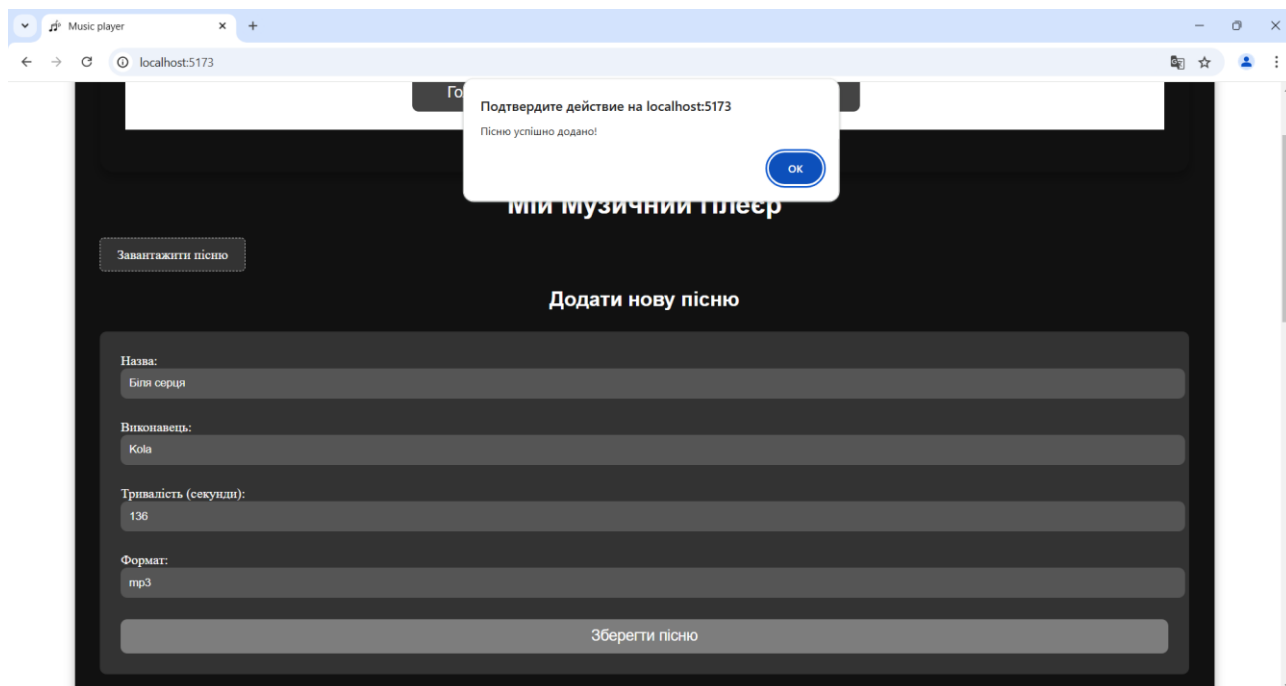 Music player
localhost:5173
Го
Подтвердите действие на localhost:5173
Пісню успішно додано!
ОК
Мій Музичний Плеєр
Завантажити пісню
Додати нову пісню
Назва:
Біля серця
Виконавець:
Kola
Тривалість (секунди):
136
Формат:
mp3
Зберегти пісню